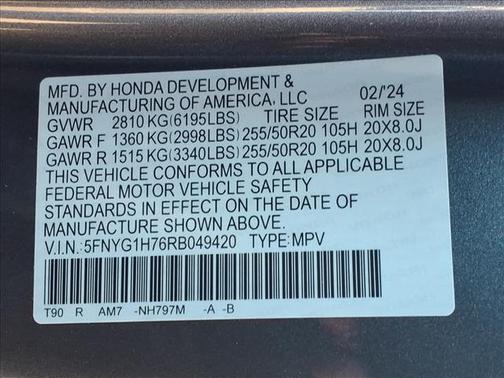 MFD. BY HONDA DEVELOPMENT &
MANUFACTURING OF AMERICA, LLC 02/'24
GVWR 2810 KG(6195LBS) TIRE SIZE RIM SIZE
GAWR F 1360 KG(2998LBS) 255/50R20 105H 20X8.0J
GAWR R 1515 KG(3340LBS) 255/50R20 105H 20X8.0J
THIS VEHICLE CONFORMS TO ALL APPLICABLE
FEDERAL MOTOR VEHICLE SAFETY
STANDARDS IN EFFECT ON THE DATE OF
MANUFACTURE SHOWN ABOVE.
V.I.N.:5FNYG1H76RB049420 TYPE:MPV
T90 R AM7 -NH797M -A -B